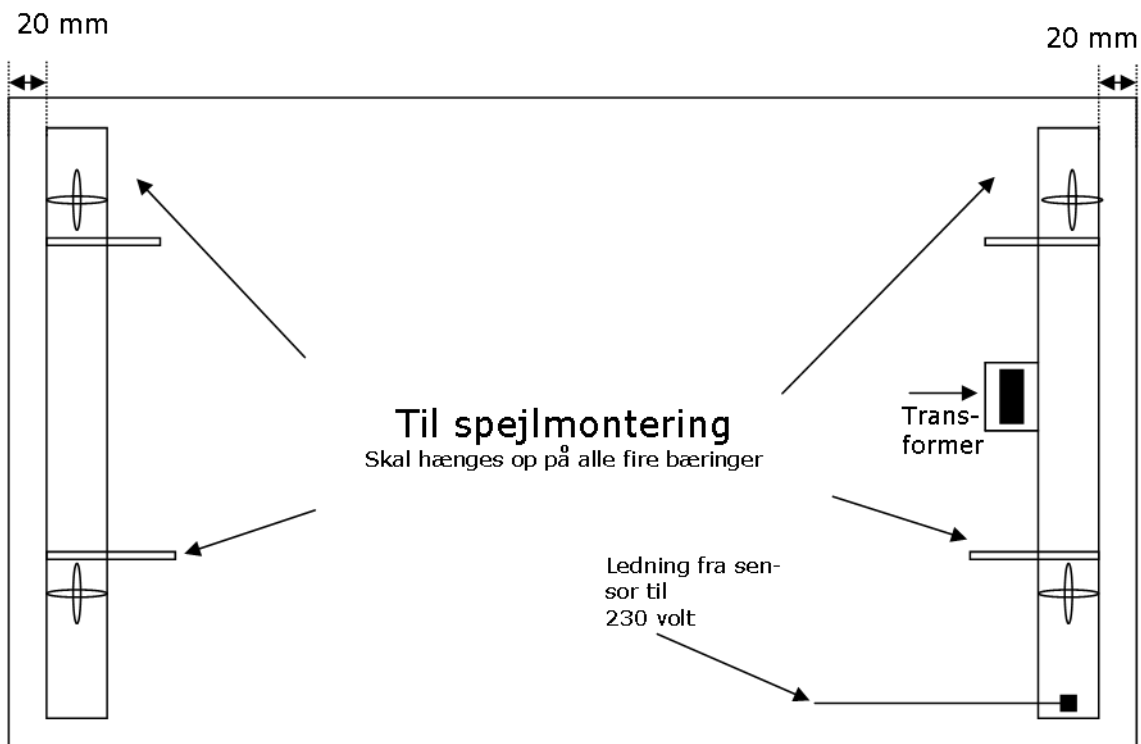 20 mm
20 mm
Til spejlmontering
Skal hænges op på alle fire bæringer
Trans-
former
Ledning fra sen-
sor til
230 volt